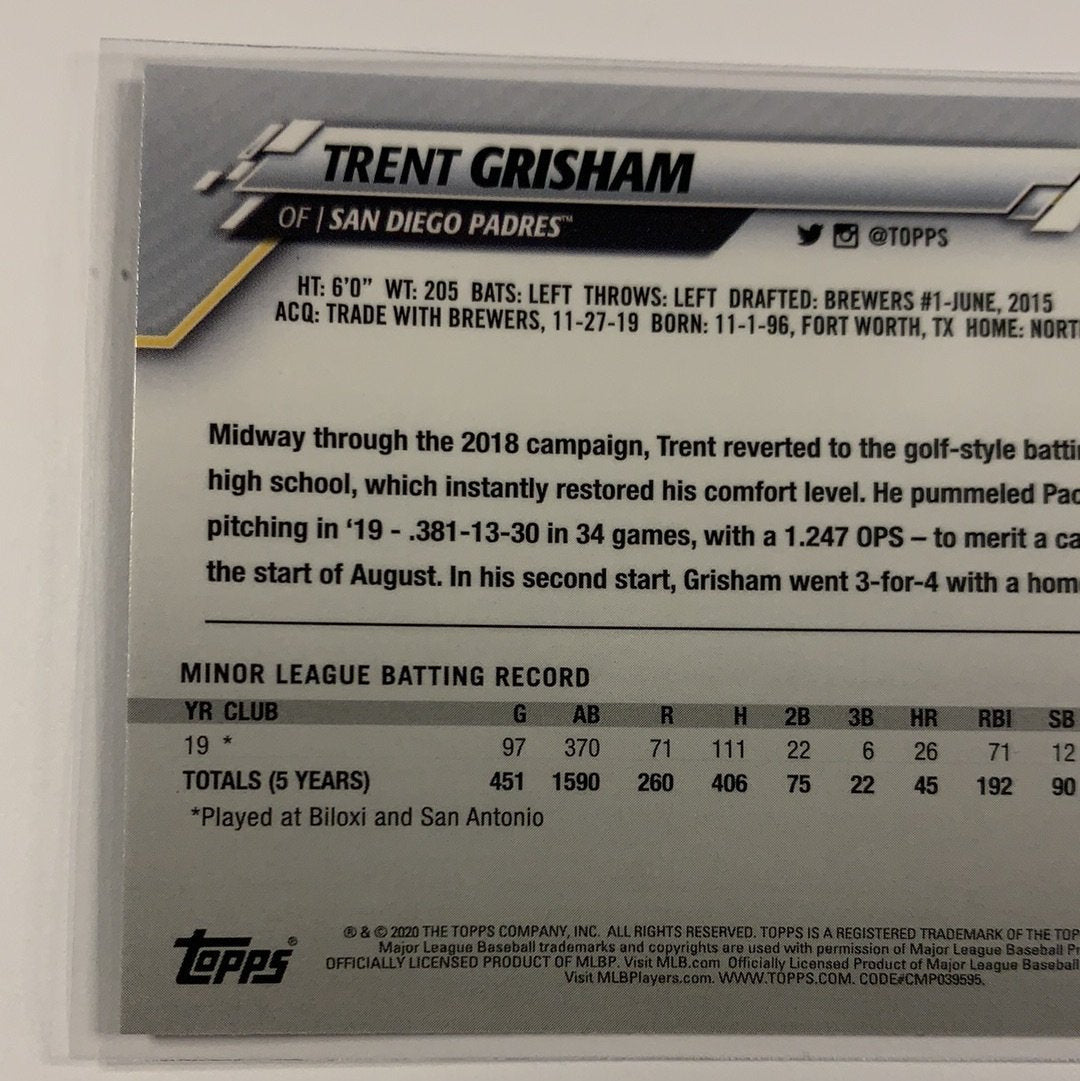 TRENT GRISHAM
OF | SAN DIEGO PADRES™
@TOPPS
HT: 6'0" WT: 205 BATS: LEFT THROWS: LEFT DRAFTED: BREWERS #1-JUNE, 2015
ACQ: TRADE WITH BREWERS, 11-27-19 BORN: 11-1-96, FORT WORTH, TX HOME:
Midway through the 2018 campaign, Trent reverted to the golf-style
high school, which instantly restored his comfort level. He pummeled
pitching in ‘19 - .381-13-30 in 34 games, with a 1.247 OPS – to merit a
the start of August. In his second start, Grisham went 3-for-4 with a
MINOR LEAGUE BATTING RECORD
YR CLUB G AB R H 2B 3B HR RBI SB
19 * 97 370 71 111 22 6 26 71 12
TOTALS (5 YEARS) 451 1590 260 406 75 22 45 192 90
*Played at Biloxi and San Antonio
topps®
® & © 2020 THE TOPPS COMPANY, INC. ALL RIGHTS RESERVED. TOPPS IS A REGISTERED TRADEMARK OF THE
Major League Baseball trademarks and copyrights are used with permission of Major League Baseball
OFFICIALLY LICENSED PRODUCT OF MLBP. Visit MLB.com Officially Licensed Product of Major League Baseball
Visit MLBPlayers.com. WWW.TOPPS.COM. CODE#CMP039595.